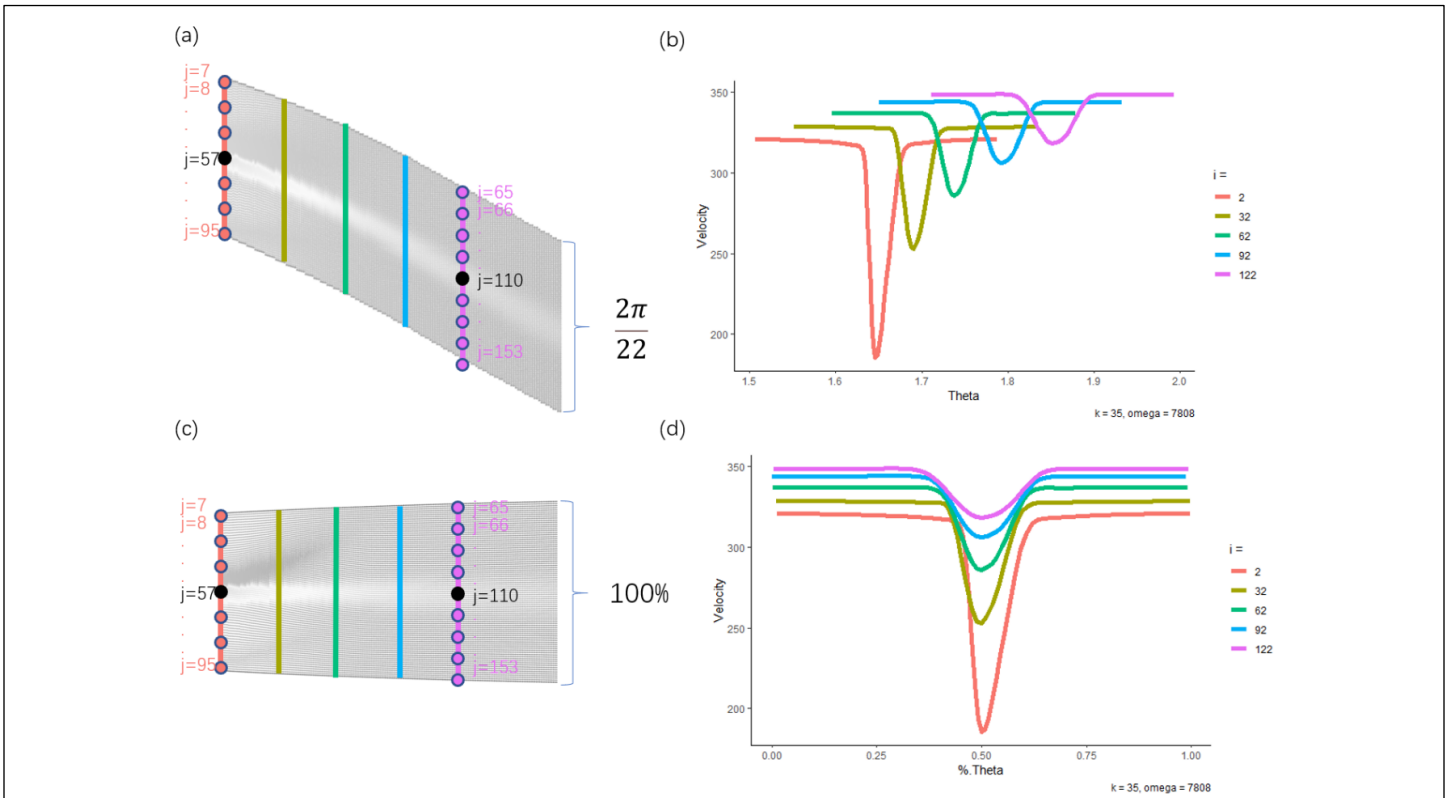 (a)
j=7
j=8
.
.
j=57
.
.
j=95
j=65
j=66
.
.
j=110
.
.
j=153
2π
22
(b)
350
300
250
200
Velocity
1.5 1.6 1.7 1.8 1.9 2.0
Theta
k = 35, omega = 7808
i =
2
32
62
92
122
(c)
j=7
j=8
.
.
j=57
.
.
j=95
j=65
j=66
.
.
j=110
.
.
j=153
100%
(d)
350
300
250
200
Velocity
0.00 0.25 0.50 0.75 1.00
%.Theta
k = 35, omega = 7808
i =
2
32
62
92
122